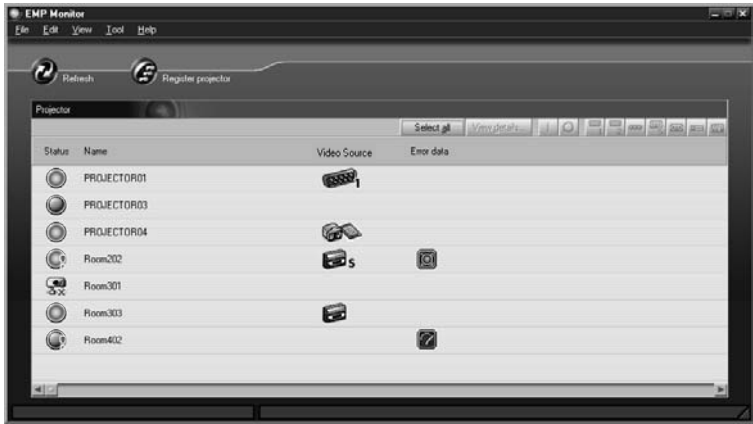 EMP Monitor
File Edit View Tool Help
Refresh Register projector
Projector
Select all View details...
Status Name Video Source Error data
PROJECTOR01 1
PROJECTOR03
PROJECTOR04
Room202 S
Room301
Room303
Room402